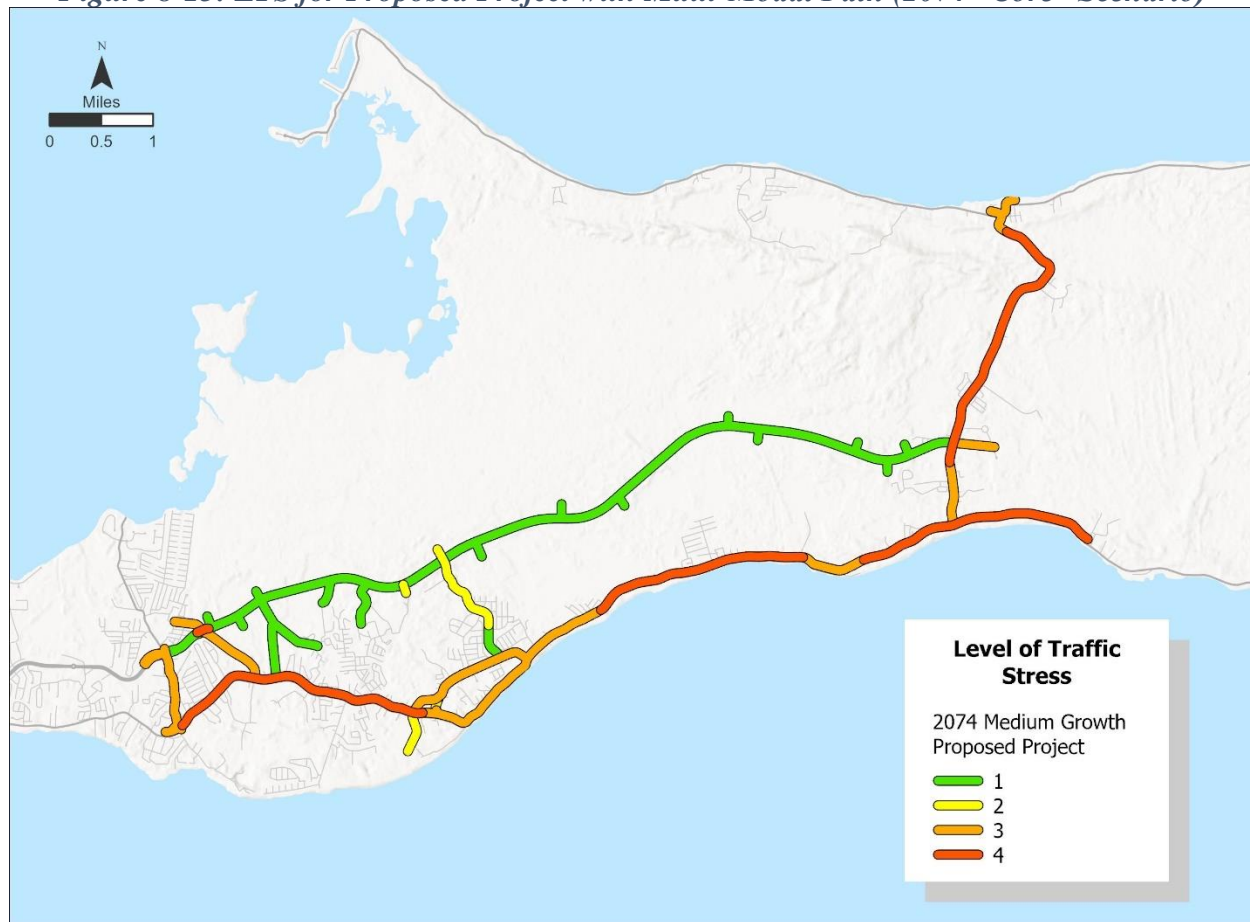 N
Miles
0 0.5 1
Level of Traffic
Stress
2074 Medium Growth
Proposed Project
1
2
3
4